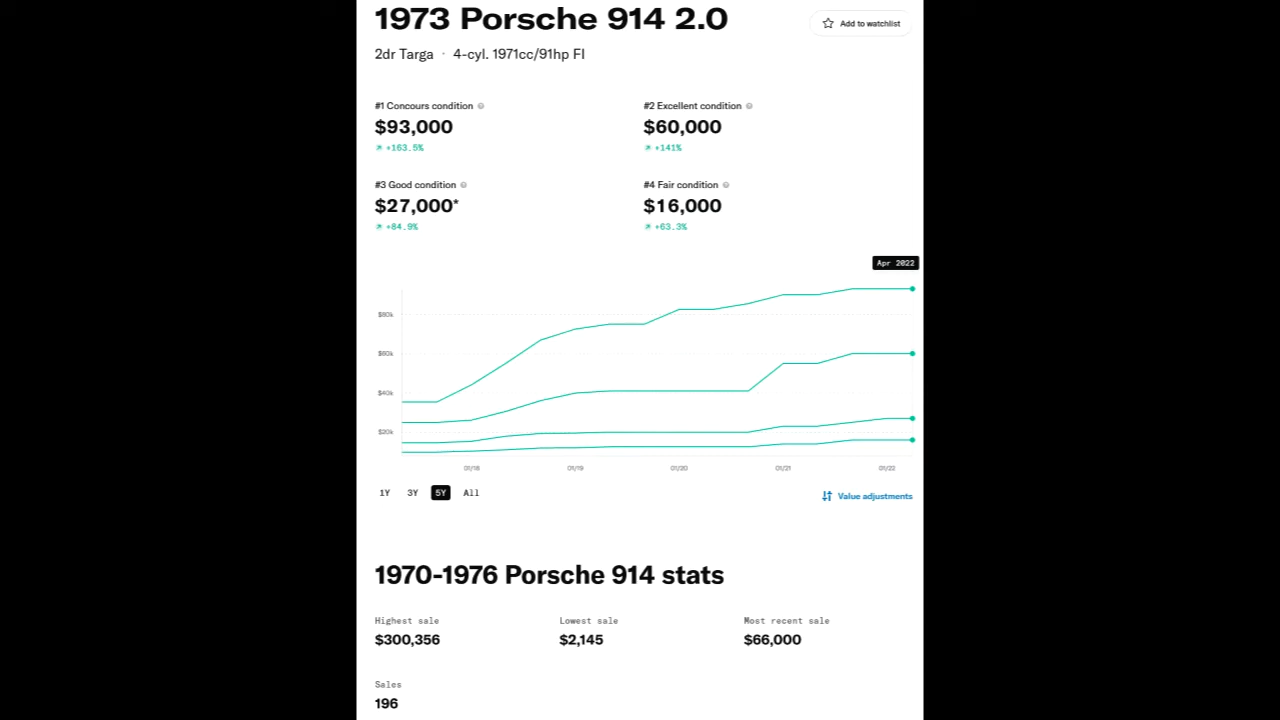 1973 Porsche 914 2.0
Add to watchlist
2dr Targa · 4-cyl. 1971cc/91hp FI
#1 Concours condition
#2 Excellent condition
$93,000
$60,000
+163.5%
+141%
#3 Good condition
#4 Fair condition
$27,000*
$16,000
+84.9%
+63.3%
Apr 2022
$80k
$60k
$40k
$20k
01/18
01/19
01/20
01/21
01/22
1Y 3Y 5Y All
Value adjustments
1970-1976 Porsche 914 stats
Highest sale
Lowest sale
Most recent sale
$300,356
$2,145
$66,000
Sales
196